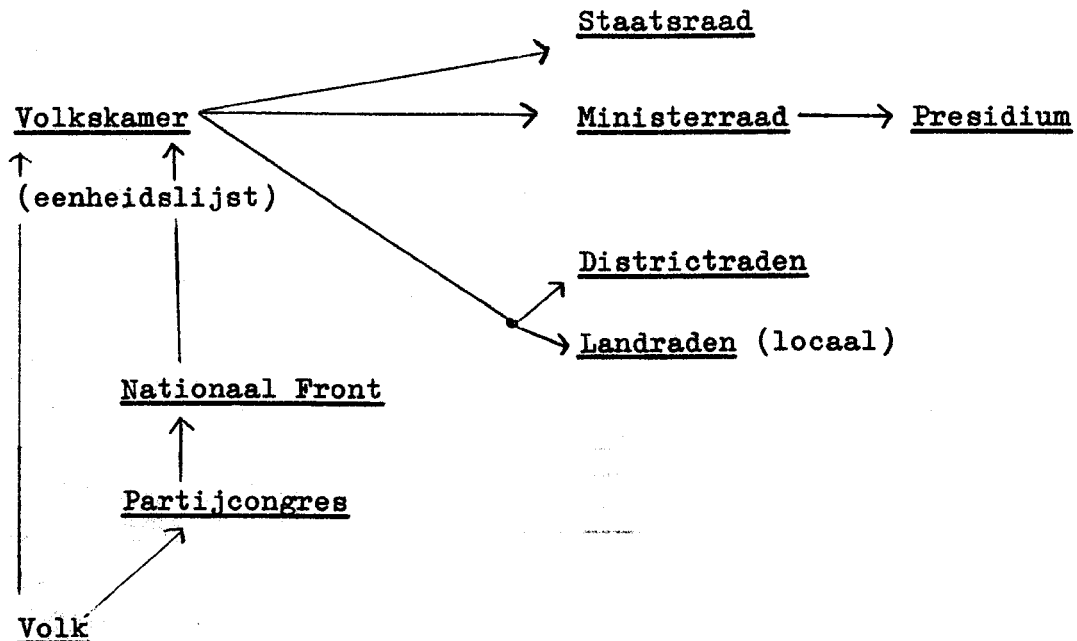 Staatsraad
Volkskamer
Ministerraad
Presidium
(eenheidslijst)
Districtraden
Landraden (locaal)
Nationaal Front
Partijcongres
Volk